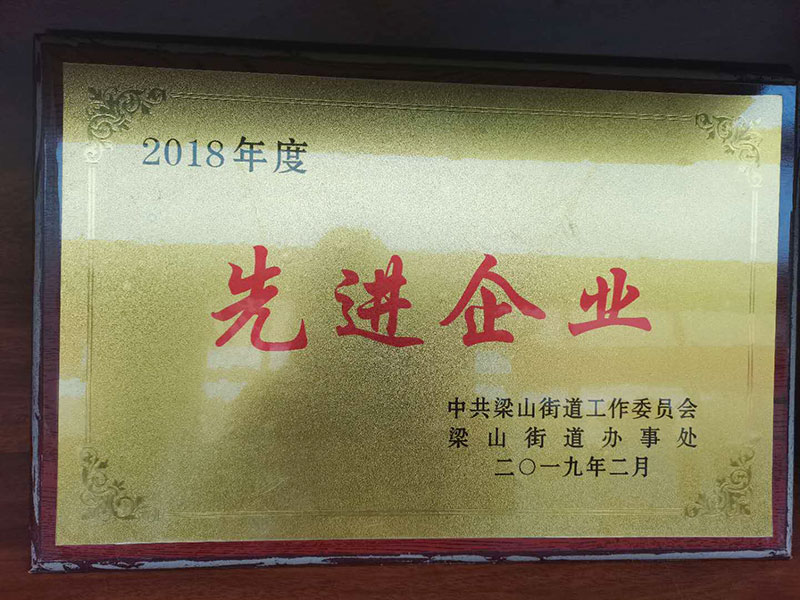 2018年度
先进企业
中共梁山街道工作委员会
梁山街道办事处
二〇一九年二月